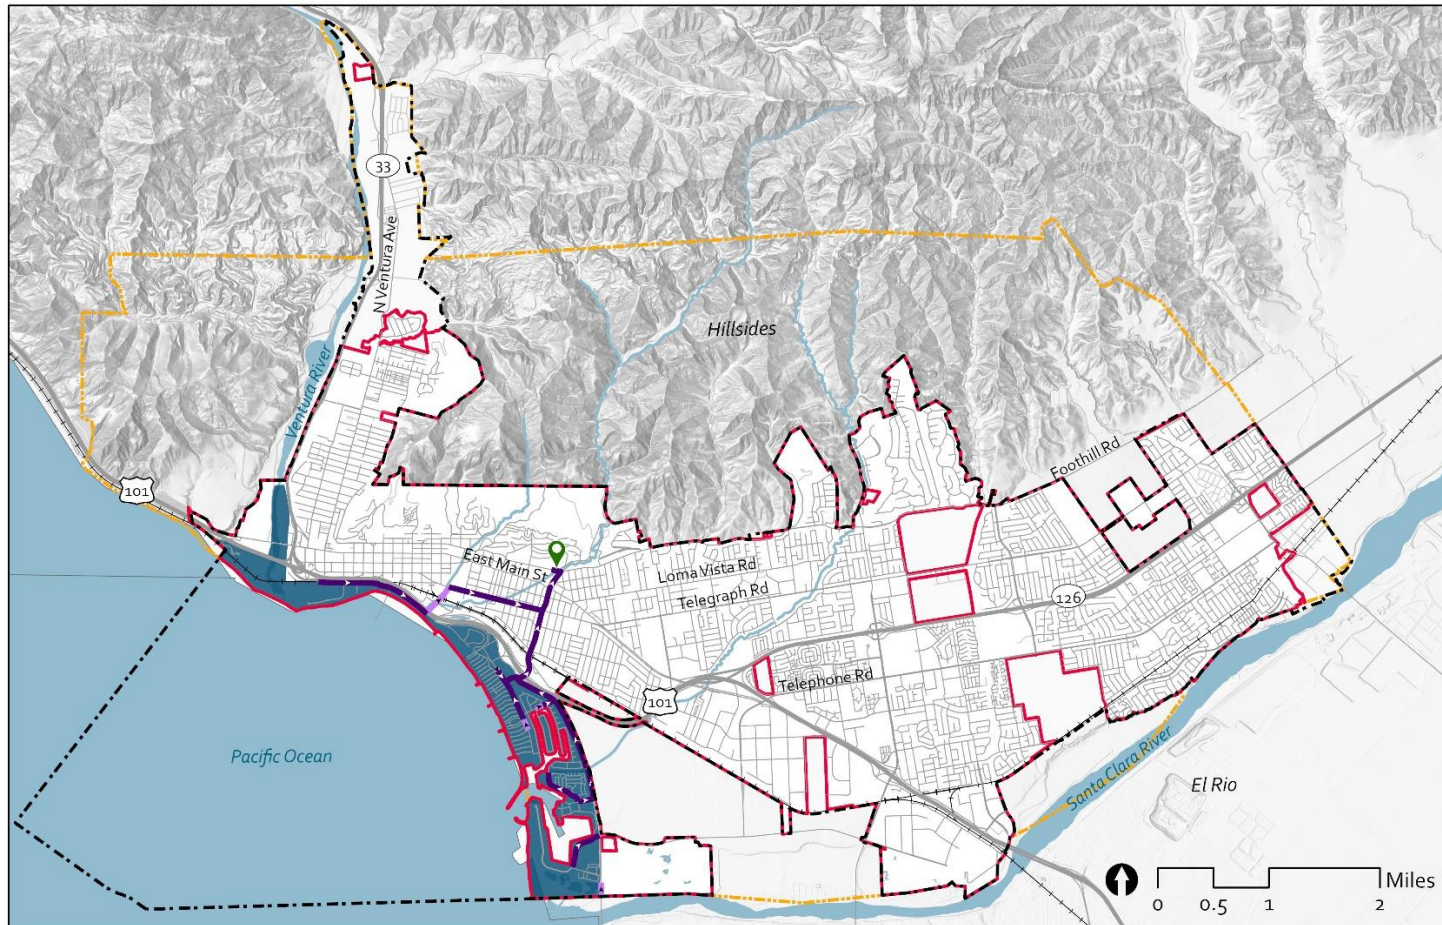 33
N Ventura Ave
Hillsides
Ventura River
Foothill Rd
101
East Main St
Loma Vista Rd
Telegraph Rd
126
Telephone Rd
101
Pacific Ocean
Santa Clara River
El Rio
Miles
0 0.5 1 2